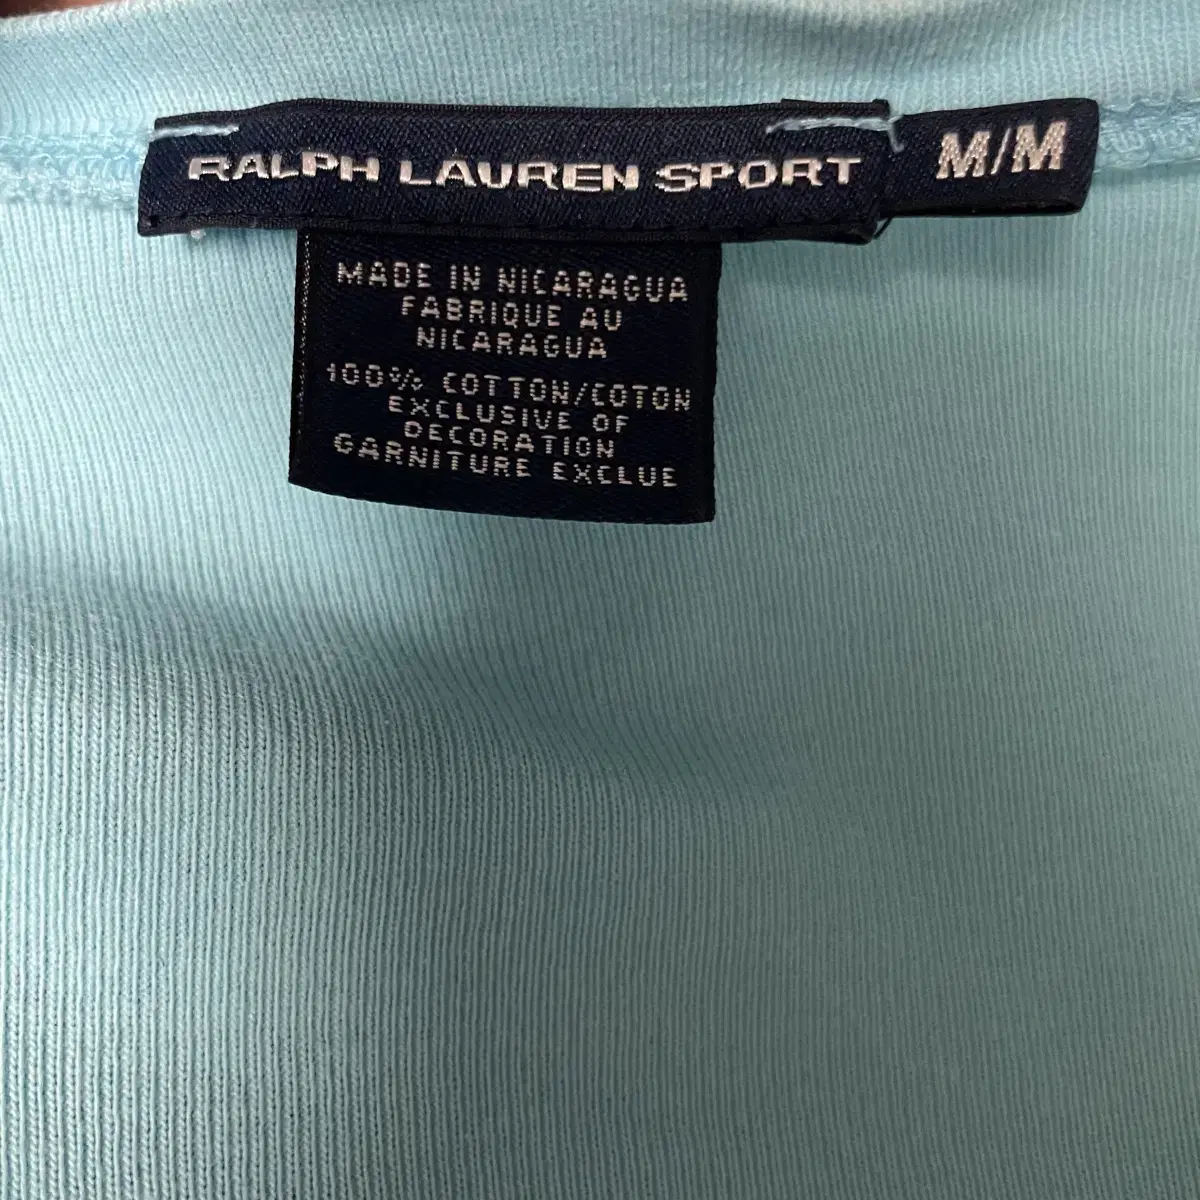 RALPH LAUREN SPORT
M/M
MADE IN NICARAGUA
FABRIQUE AU
NICARAGUA
100% COTTON/COTON
EXCLUSIVE OF
DECORATION
GARNITURE EXCLUE